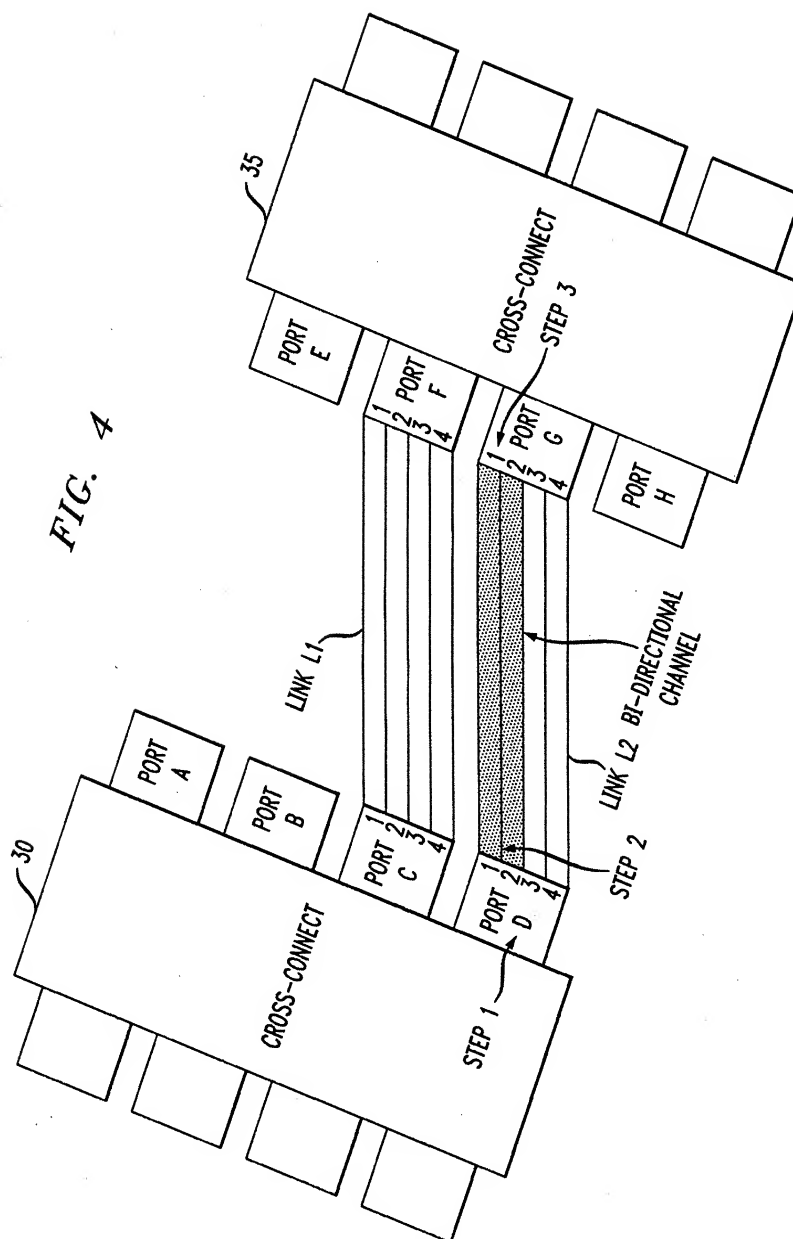 FIG. 4
30
CROSS-CONNECT
PORT
A
PORT
B
PORT
C
1
2
3
4
PORT
D
1
2
3
4
STEP 1
STEP 2
LINK L1
LINK L2
BI-DIRECTIONAL
CHANNEL
35
CROSS-CONNECT
STEP 3
PORT
E
PORT
F
1
2
3
4
PORT
G
1
2
3
4
PORT
H